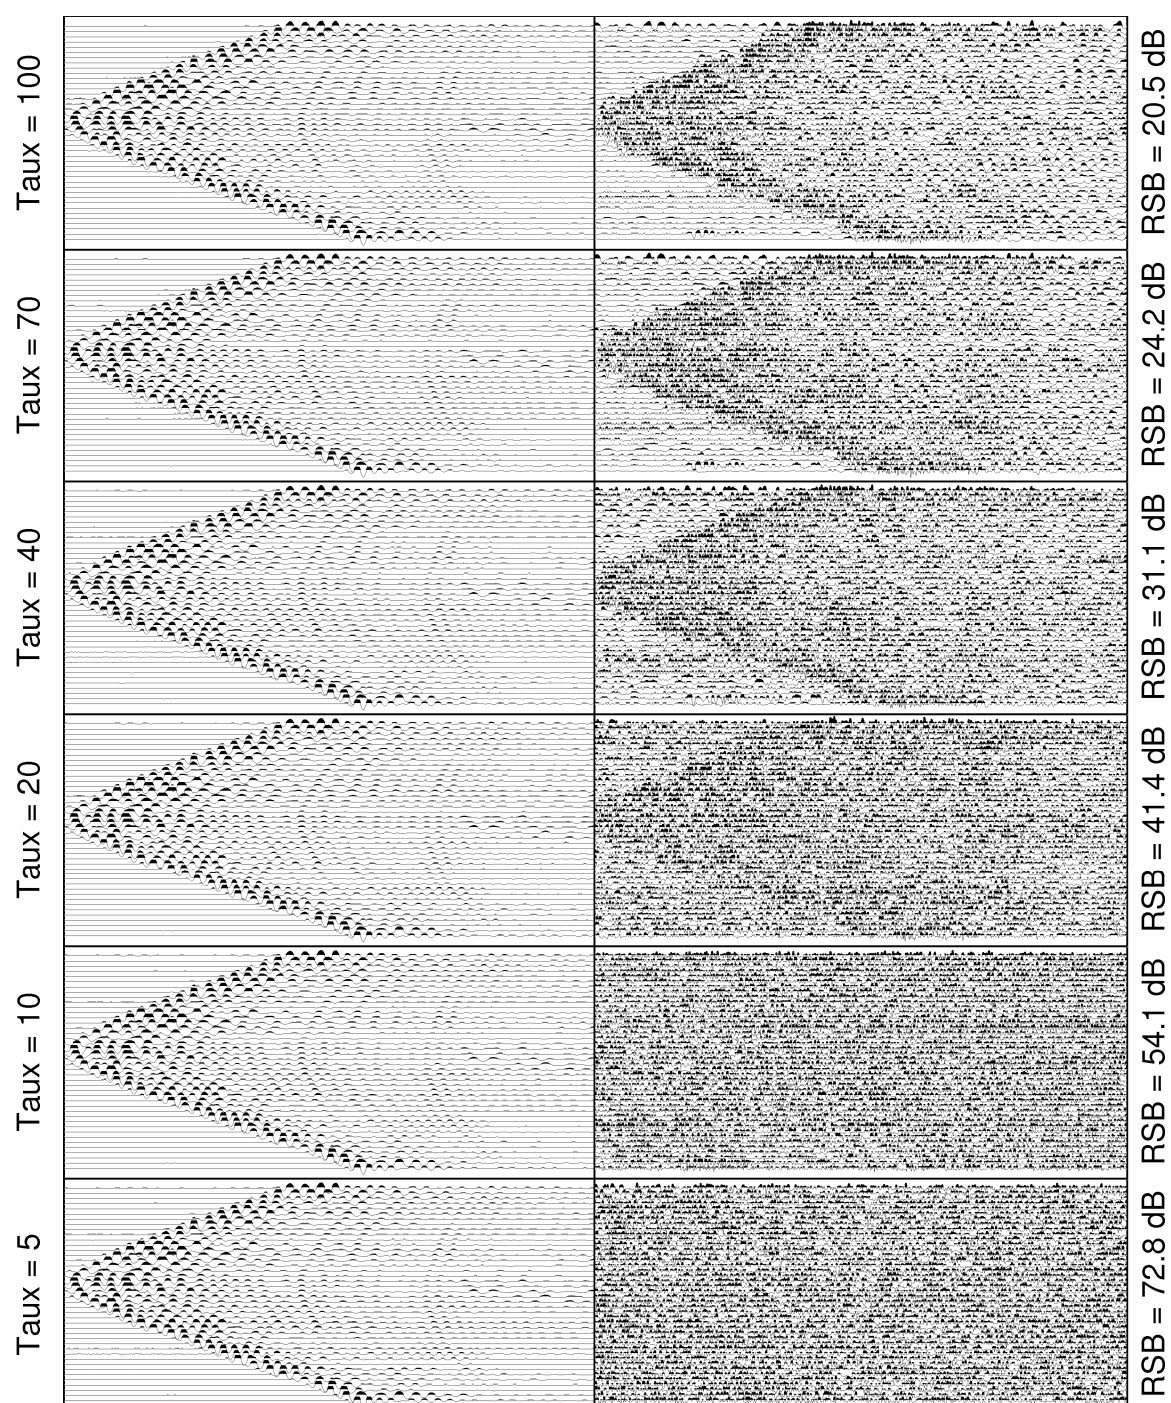 Taux = 100
RSB = 20.5 dB
Taux = 70
RSB = 24.2 dB
Taux = 40
RSB = 31.1 dB
Taux = 20
RSB = 41.4 dB
Taux = 10
RSB = 54.1 dB
Taux = 5
RSB = 72.8 dB